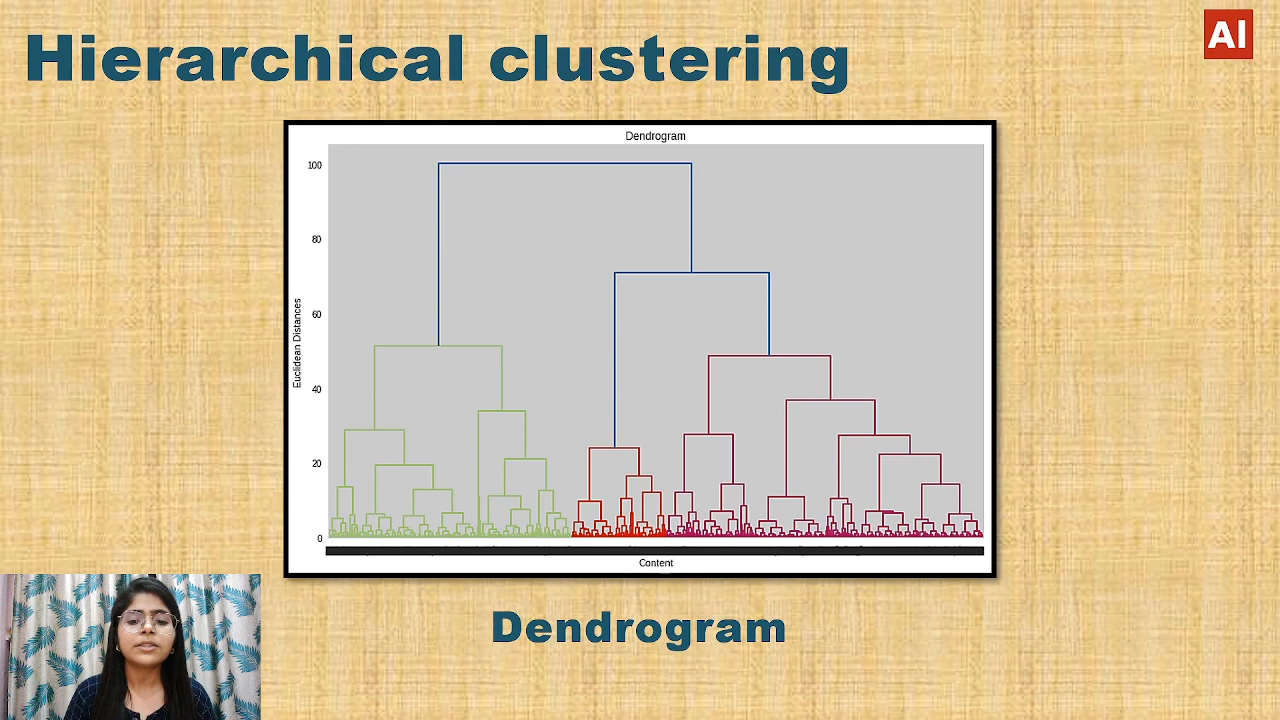 Hierarchical clustering
AI
Dendrogram
100
80
60
40
20
0
Euclidean Distances
Content
Dendrogram